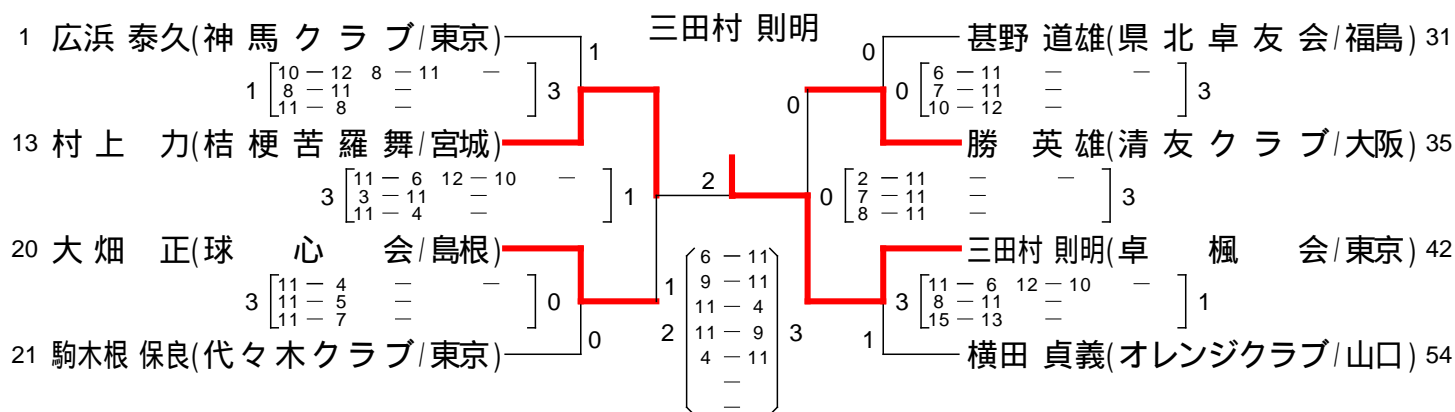 三田村 則明
1 広浜 泰久(神馬クラブ/東京)
1
1 [10 － 12 8 － 11 －
8 － 11 －
11 － 8 － ] 3
13 村上 力(桔梗苦羅舞/宮城)
3 [11 － 6 12 － 10 －
3 － 11 －
11 － 4 － ] 1
20 大畑 正(球心会/島根)
3 [11 － 4 － －
11 － 5 －
11 － 7 － ] 0
1
0
21 駒木根 保良(代々木クラブ/東京)
2
2
6 － 11
9 － 11
11 － 4
11 － 9
4 － 11
－
－
3
甚野 道雄(県北卓友会/福島) 31
0
0 [6 － 11 － －
7 － 11 －
10 － 12 － ] 3
0
勝 英雄(清友クラブ/大阪) 35
0 [2 － 11 － －
7 － 11 －
8 － 11 － ] 3
三田村 則明(卓楓会/東京) 42
3 [11 － 6 12 － 10 －
8 － 11 －
15 － 13 － ] 1
1
横田 貞義(オレンジクラブ/山口) 54